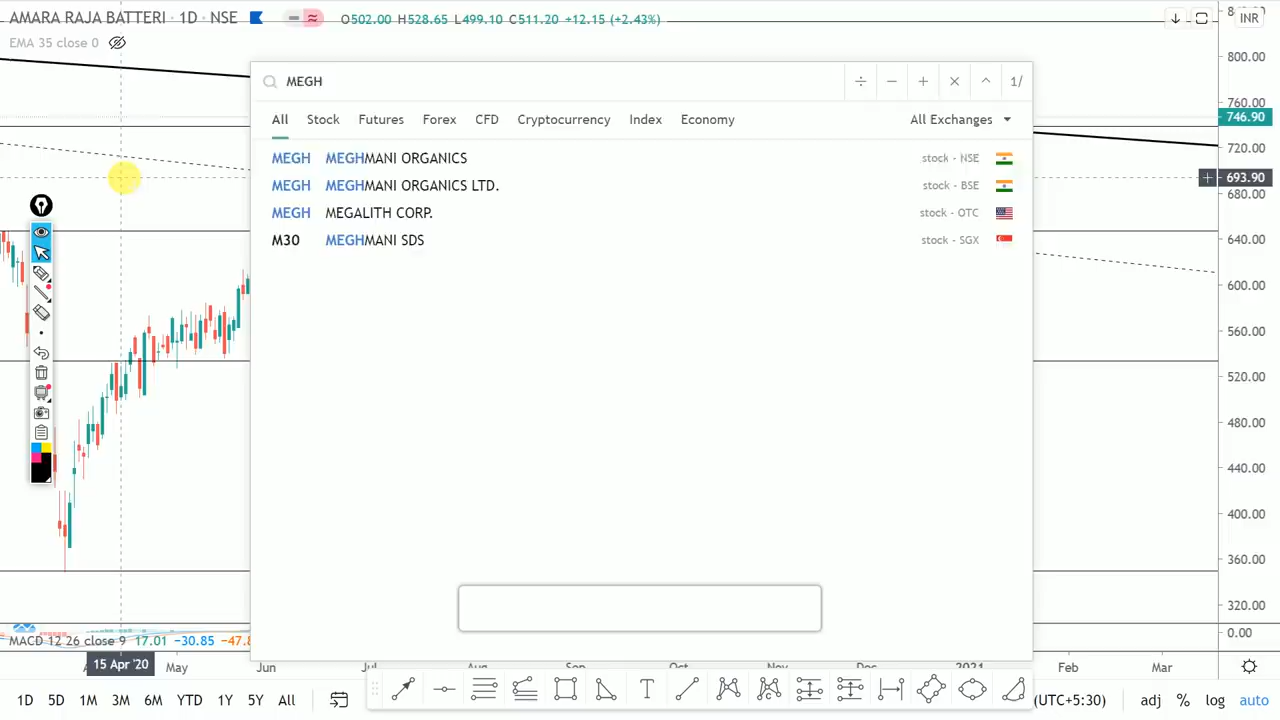 AMARA RAJA BATTERI · 1D · NSE
O502.00 H528.65 L499.10 C511.20 +12.15 (+2.43%)
INR
EMA 35 close 0
MEGH
1/
All Stock Futures Forex CFD Cryptocurrency Index Economy All Exchanges
MEGH MEGHMANI ORGANICS stock - NSE
MEGH MEGHMANI ORGANICS LTD. stock - BSE
MEGH MEGALITH CORP. stock - OTC
M30 MEGHMANI SDS stock - SGX
800.00
760.00
746.90
720.00
693.90
680.00
640.00
600.00
560.00
520.00
480.00
440.00
400.00
360.00
320.00
0.00
MACD 12 26 close 9 17.01 −30.85
15 Apr '20 May Jun Jul Aug Sep Oct Nov Dec 2021 Feb Mar
1D 5D 1M 3M 6M YTD 1Y 5Y All
T
(UTC+5:30) adj % log auto